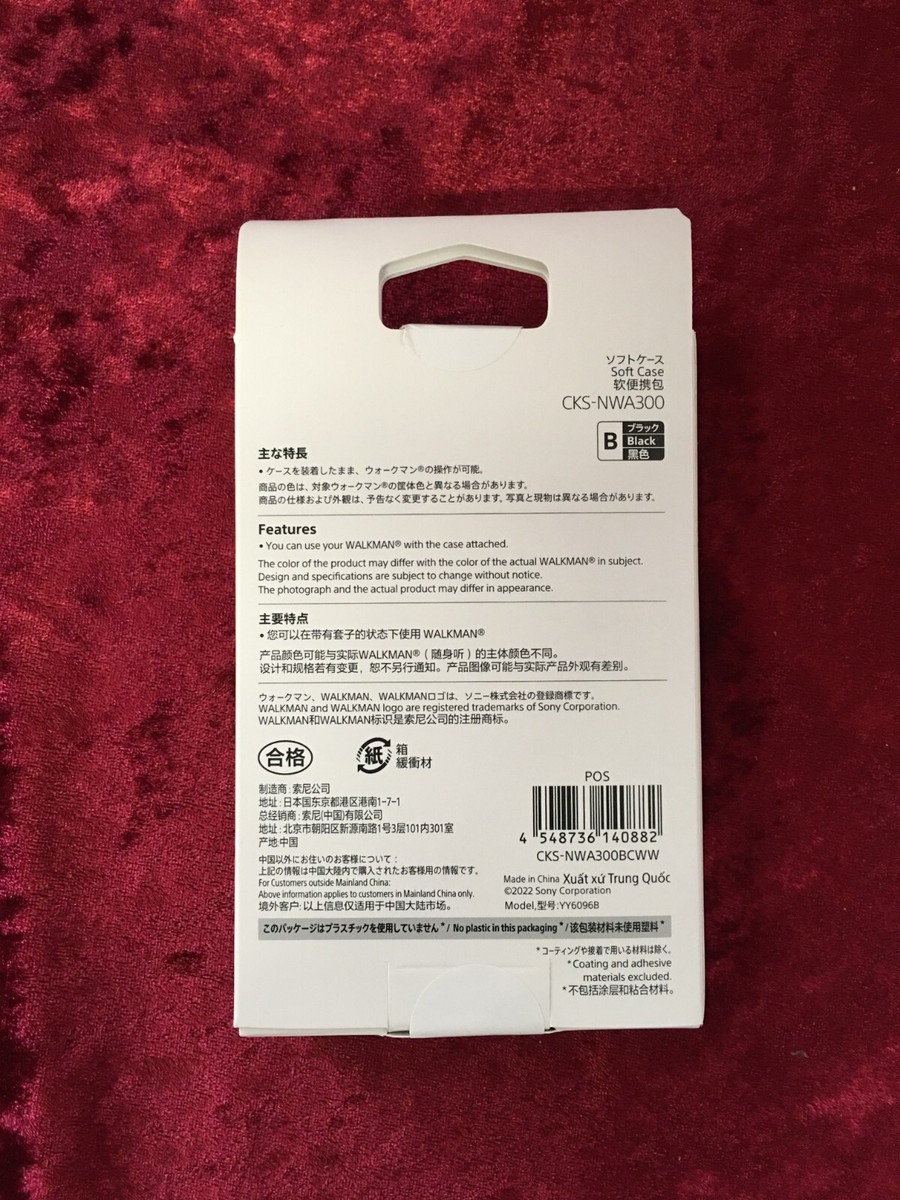 ソフトケース
Soft Case
软便携包
CKS-NWA300
B
ブラック
Black
黑色
主な特長
• ケースを装着したまま、ウォークマン®の操作が可能。
商品の色は、対象ウォークマン®の筐体色と異なる場合があります。
商品の仕様および外観は、予告なく変更することがあります。写真と現物は異なる場合があります。
Features
• You can use your WALKMAN® with the case attached.
The color of the product may differ with the color of the actual WALKMAN® in subject.
Design and specifications are subject to change without notice.
The photograph and the actual product may differ in appearance.
主要特点
• 您可以在带有套子的状态下使用 WALKMAN®
产品颜色可能与实际WALKMAN®（随身听）的主体颜色不同。
设计和规格若有变更，恕不另行通知。产品图像可能与实际产品外观有差别。
ウォークマン、WALKMAN、WALKMANロゴは、ソニー株式会社の登録商標です。
WALKMAN and WALKMAN logo are registered trademarks of Sony Corporation.
WALKMAN和WALKMAN标识是索尼公司的注册商标。
合格
紙
箱
緩衝材
制造商:索尼公司
地址:日本国东京都港区港南1-7-1
总经销商:索尼(中国)有限公司
地址:北京市朝阳区新源南路1号3层101内301室
产地:中国
中国以外にお住いのお客様について：
上記の情報は中国大陸内で購入されたお客様用の情報です。
For Customers outside Mainland China:
Above information applies to customers in Mainland China only.
境外客户: 以上信息仅适用于中国大陆市场。
POS
4 548736 140882
CKS-NWA300BCWW
Made in China Xuất xứ Trung Quốc
©2022 Sony Corporation
Model,型号:YY6096B
このパッケージはプラスチックを使用していません * / No plastic in this packaging * / 该包装材料未使用塑料 *
* コーティングや接着で用いる材料は除く。
* Coating and adhesive
materials excluded.
* 不包括涂层和粘合材料。